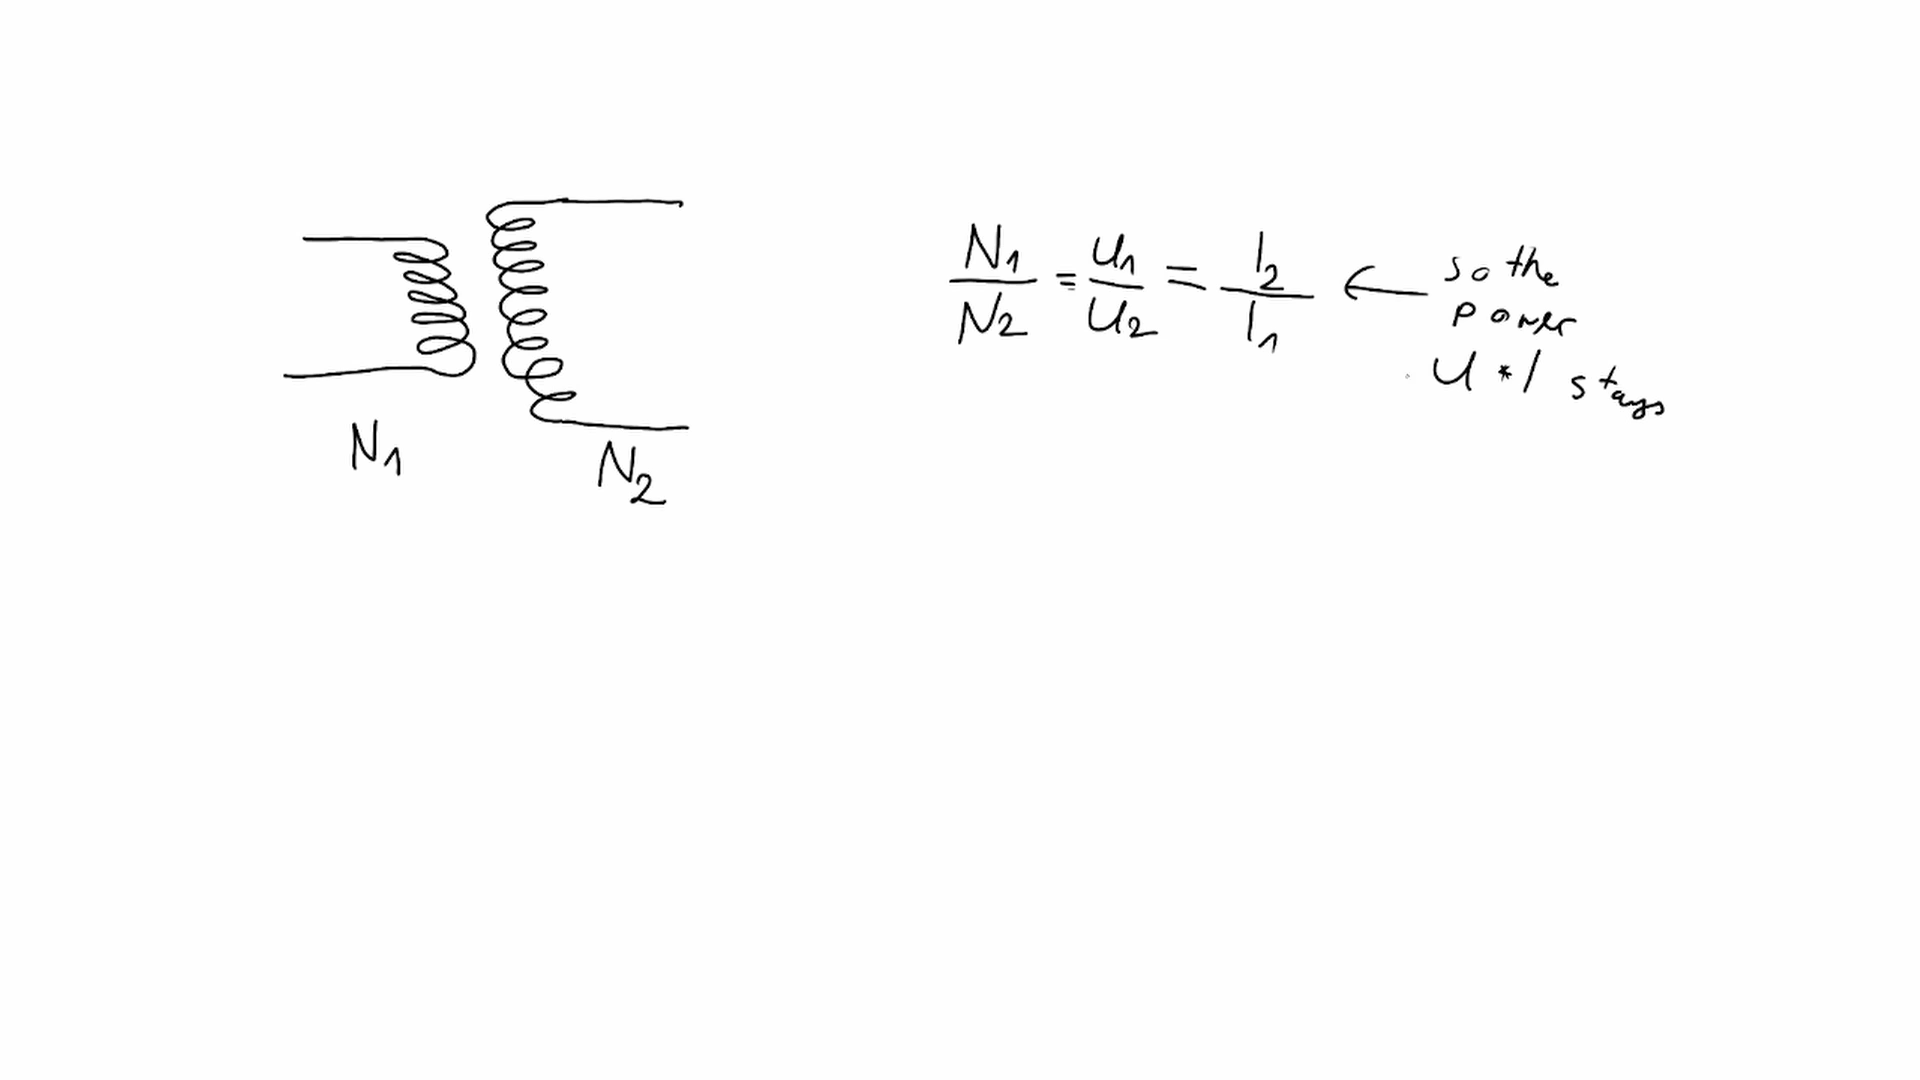 N1
N2
N1/N2 = U1/U2 = I2/I1 ← so the
power
U * I stays